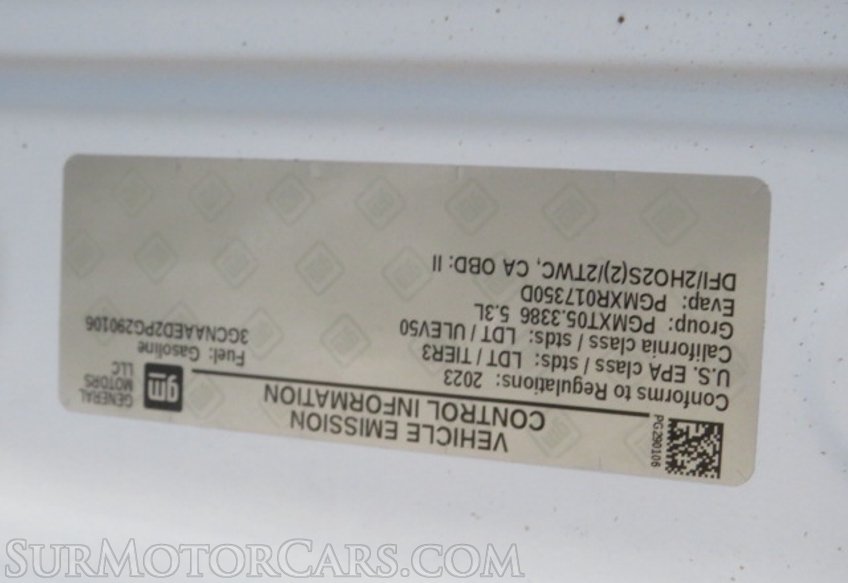 PG290106
VEHICLE EMISSION
CONTROL INFORMATION
gm
GENERAL
MOTORS
LLC
Conforms to Regulations: 2023
U.S. EPA class / stds: LDT / TIER3
California class / stds: LDT / ULEV50
Group: PGMXT05.3386 5.3L
Evap: PGMXR017350D
DFI/2HO2S(2)/2TWC, CA OBD: II
Fuel: Gasoline
3GCNAAED2PG290106
SURMOTORCARS.COM